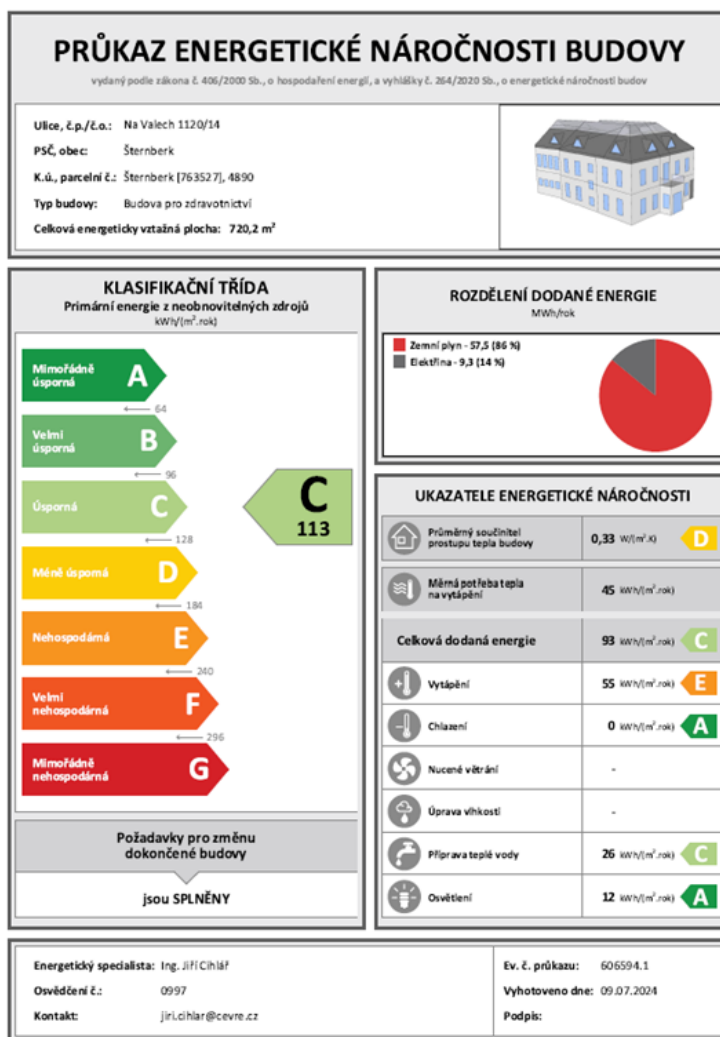 PRŮKAZ ENERGETICKÉ NÁROČNOSTI BUDOVY
vydaný podle zákona č. 406/2000 Sb., o hospodaření energií, a vyhlášky č. 264/2020 Sb., o energetické náročnosti budov
Ulice, č.p./č.o.: Na Valech 1120/14
PSČ, obec: Šternberk
K.ú., parcelní č.: Šternberk [763527], 4890
Typ budovy: Budova pro zdravotnictví
Celková energeticky vztažná plocha: 720,2 m²
KLASIFIKAČNÍ TŘÍDA
Primární energie z neobnovitelných zdrojů
kWh/(m².rok)
Mimořádně úsporná A
64
Velmi úsporná B
96
Úsporná C
128
Méně úsporná D
184
Nehospodárná E
240
Velmi nehospodárná F
296
Mimořádně nehospodárná G
C
113
Požadavky pro změnu
dokončené budovy
jsou SPLNĚNY
ROZDĚLENÍ DODANÉ ENERGIE
MWh/rok
Zemní plyn - 57,5 (86 %)
Elektřina - 9,3 (14 %)
UKAZATELE ENERGETICKÉ NÁROČNOSTI
Průměrný součinitel prostupu tepla budovy 0,33 W/(m².K) D
Měrná potřeba tepla na vytápění 45 kWh/(m².rok)
Celková dodaná energie 93 kWh/(m².rok) C
Vytápění 55 kWh/(m².rok) E
Chlazení 0 kWh/(m².rok) A
Nucené větrání -
Úprava vlhkosti -
Příprava teplé vody 26 kWh/(m².rok) C
Osvětlení 12 kWh/(m².rok) A
Energetický specialista: Ing. Jiří Cihlář
Osvědčení č.: 0997
Kontakt: jiri.cihlar@cevre.cz
Ev. č. průkazu: 606594.1
Vyhotoveno dne: 09.07.2024
Podpis: